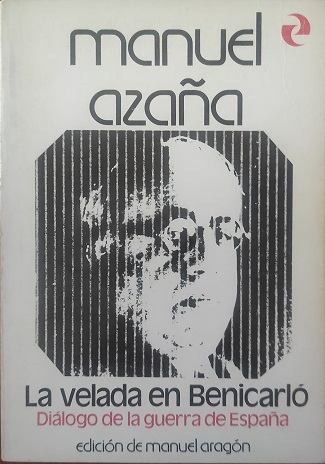 manuel
azaña
La velada en Benicarló
Diálogo de la guerra de España
edición de manuel aragón